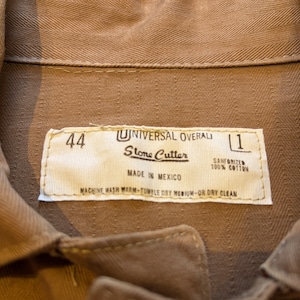 44 UNIVERSAL OVERALL 1
Stone Cutter
SANFORIZED
100% COTTON
MADE IN MEXICO
MACHINE WASH WARM-TUMBLE DRY MEDIUM-OR DRY CLEAN